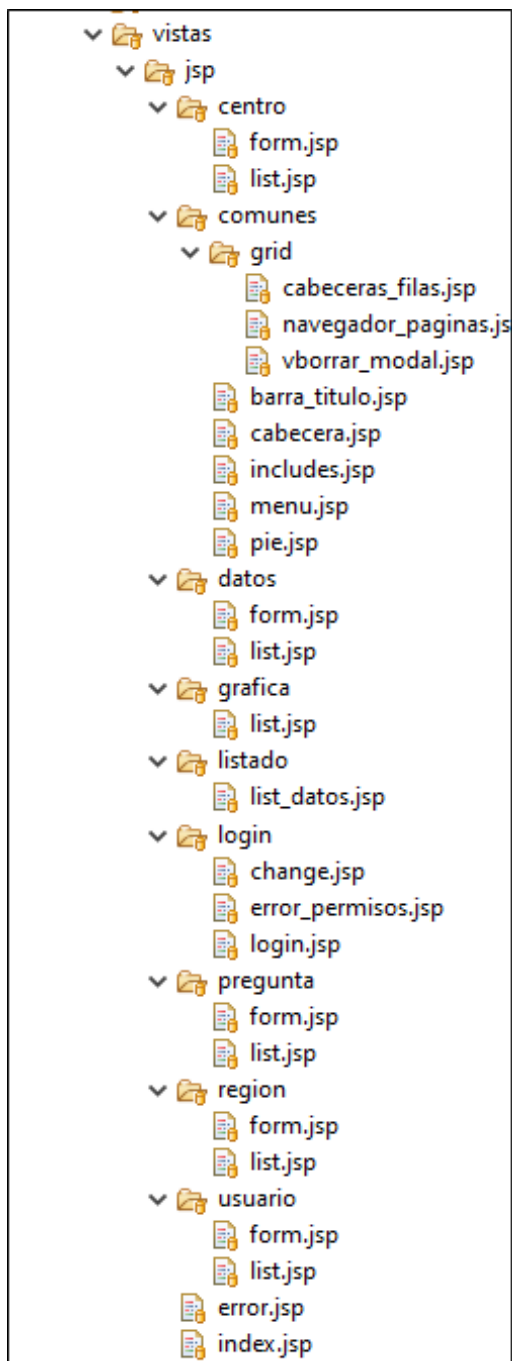 vistas
jsp
centro
form.jsp
list.jsp
comunes
grid
cabeceras_filas.jsp
navegador_paginas.js
vborrar_modal.jsp
barra_titulo.jsp
cabecera.jsp
includes.jsp
menu.jsp
pie.jsp
datos
form.jsp
list.jsp
grafica
list.jsp
listado
list_datos.jsp
login
change.jsp
error_permisos.jsp
login.jsp
pregunta
form.jsp
list.jsp
region
form.jsp
list.jsp
usuario
form.jsp
list.jsp
error.jsp
index.jsp